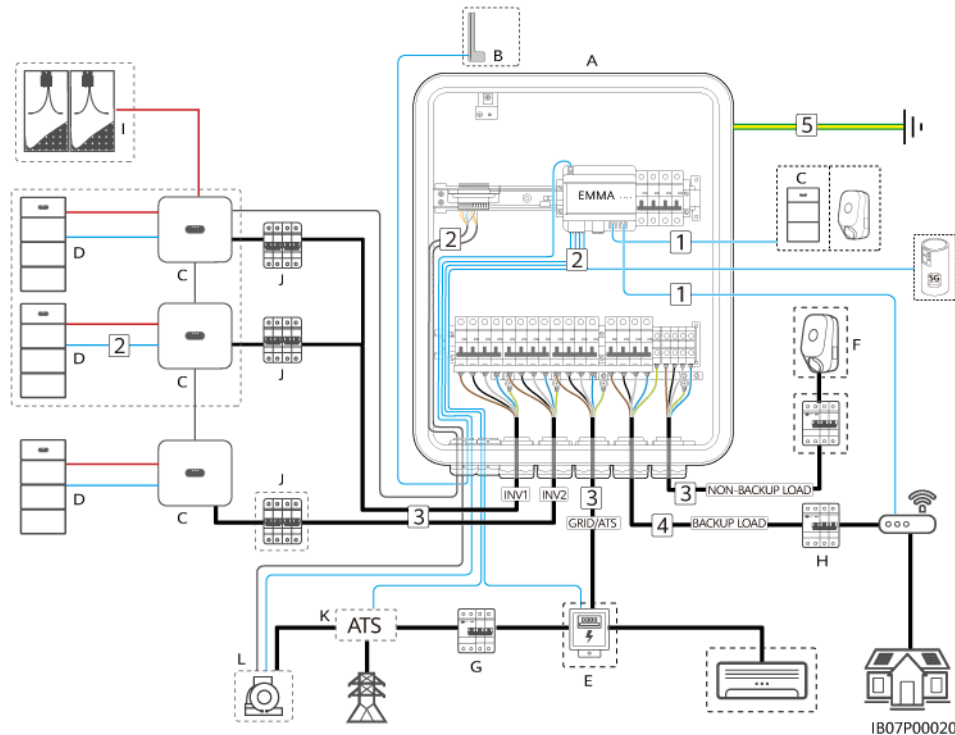 B
A
I
5
C
EMMA ....
2
1
2
SG
D
C
J
1
2
D
C
J
F
D
C
J
3
INV1
INV2
3
GRID/ATS
3
NON-BACKUP LOAD
4
BACKUP LOAD
H
K
ATS
L
G
E
IB07P00020